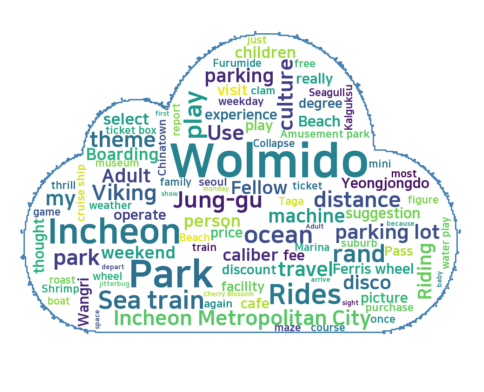 just
children
Furumide
free
parking
culture
really
visit
clam
Seagull
Kalguksu
weekday
degree
play
report
experience
Beach
select
first
ticket box
Use
play
Amusement park
theme
Chinatown
Collapse
museum
Boarding
Wolmido
mini
Adult
family
seoul
Fellow
ticket
most
Yeongjongdo
thrill
Viking
monday
my
cruise ship
show
Jung-gu
Taga
distance
figure
game
weather
operate
person
machine
suggestion
because
Incheon
Beach
price
ocean
Adult
Marina
parking lot
water play
thought
weekend
train
caliber fee
suburb
rand
Pass
Riding
park
depart
Park
discount
travel
Ferris wheel
wheel
arrive
baby
roast
jitterbug
facility
disco
Shrimp
Wangri
Cherry Blossom
Rides
picture
boat
Sea train
again
cafe
sight
purchase
space
Incheon Metropolitan City
once
maze
course